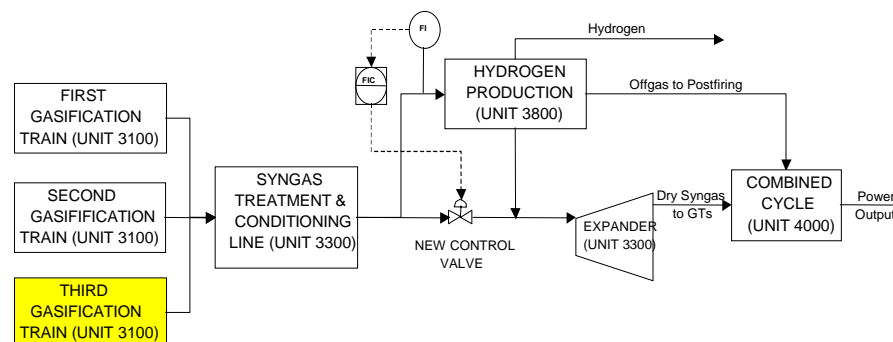 FIRST
GASIFICATION
TRAIN (UNIT 3100)
SECOND
GASIFIFICATION
TRAIN (UNIT 3100)
THIRD
GASIFICATION
TRAIN (UNIT 3100)
SYNGAS
TREATMENT &
CONDITIONING
LINE (UNIT 3300)
FI
FIC
NEW CONTROL
VALVE
HYDROGEN
PRODUCTION
(UNIT 3800)
Hydrogen
Offgas to Postfiring
EXPANDER
(UNIT 3300)
Dry Syngas
to GTs
COMBINED
CYCLE
(UNIT 4000)
Power
Output